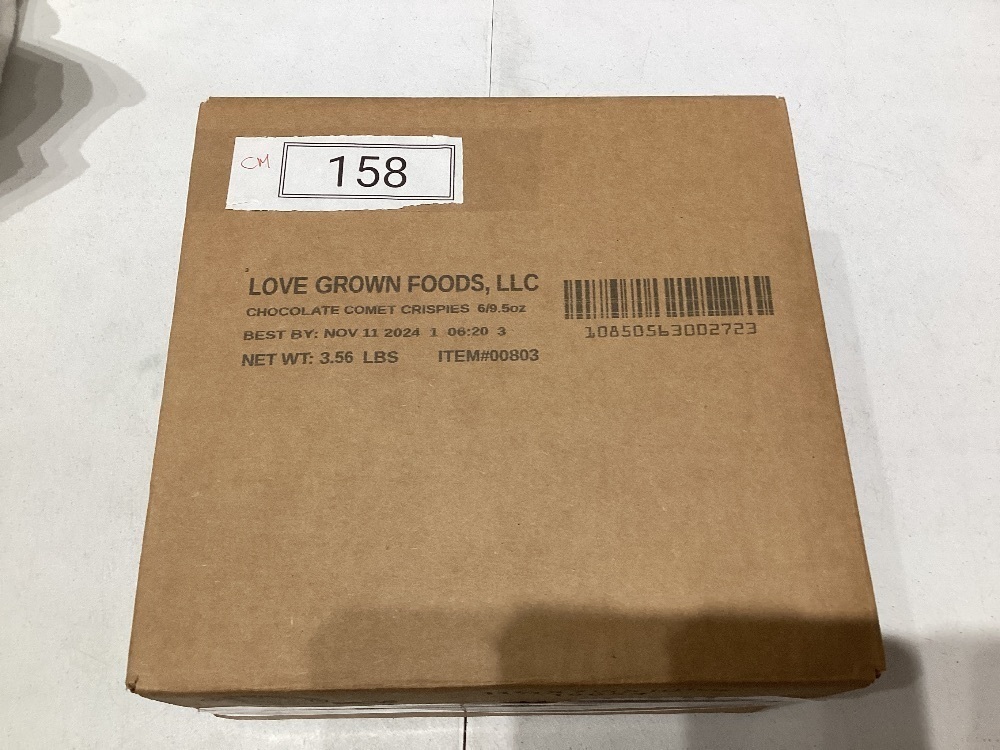 CM
158
LOVE GROWN FOODS, LLC
CHOCOLATE COMET CRISPIES 6/9.5oz
BEST BY: NOV 11 2024 1 06:20 3
NET WT: 3.56 LBS ITEM#00803
10850563002723